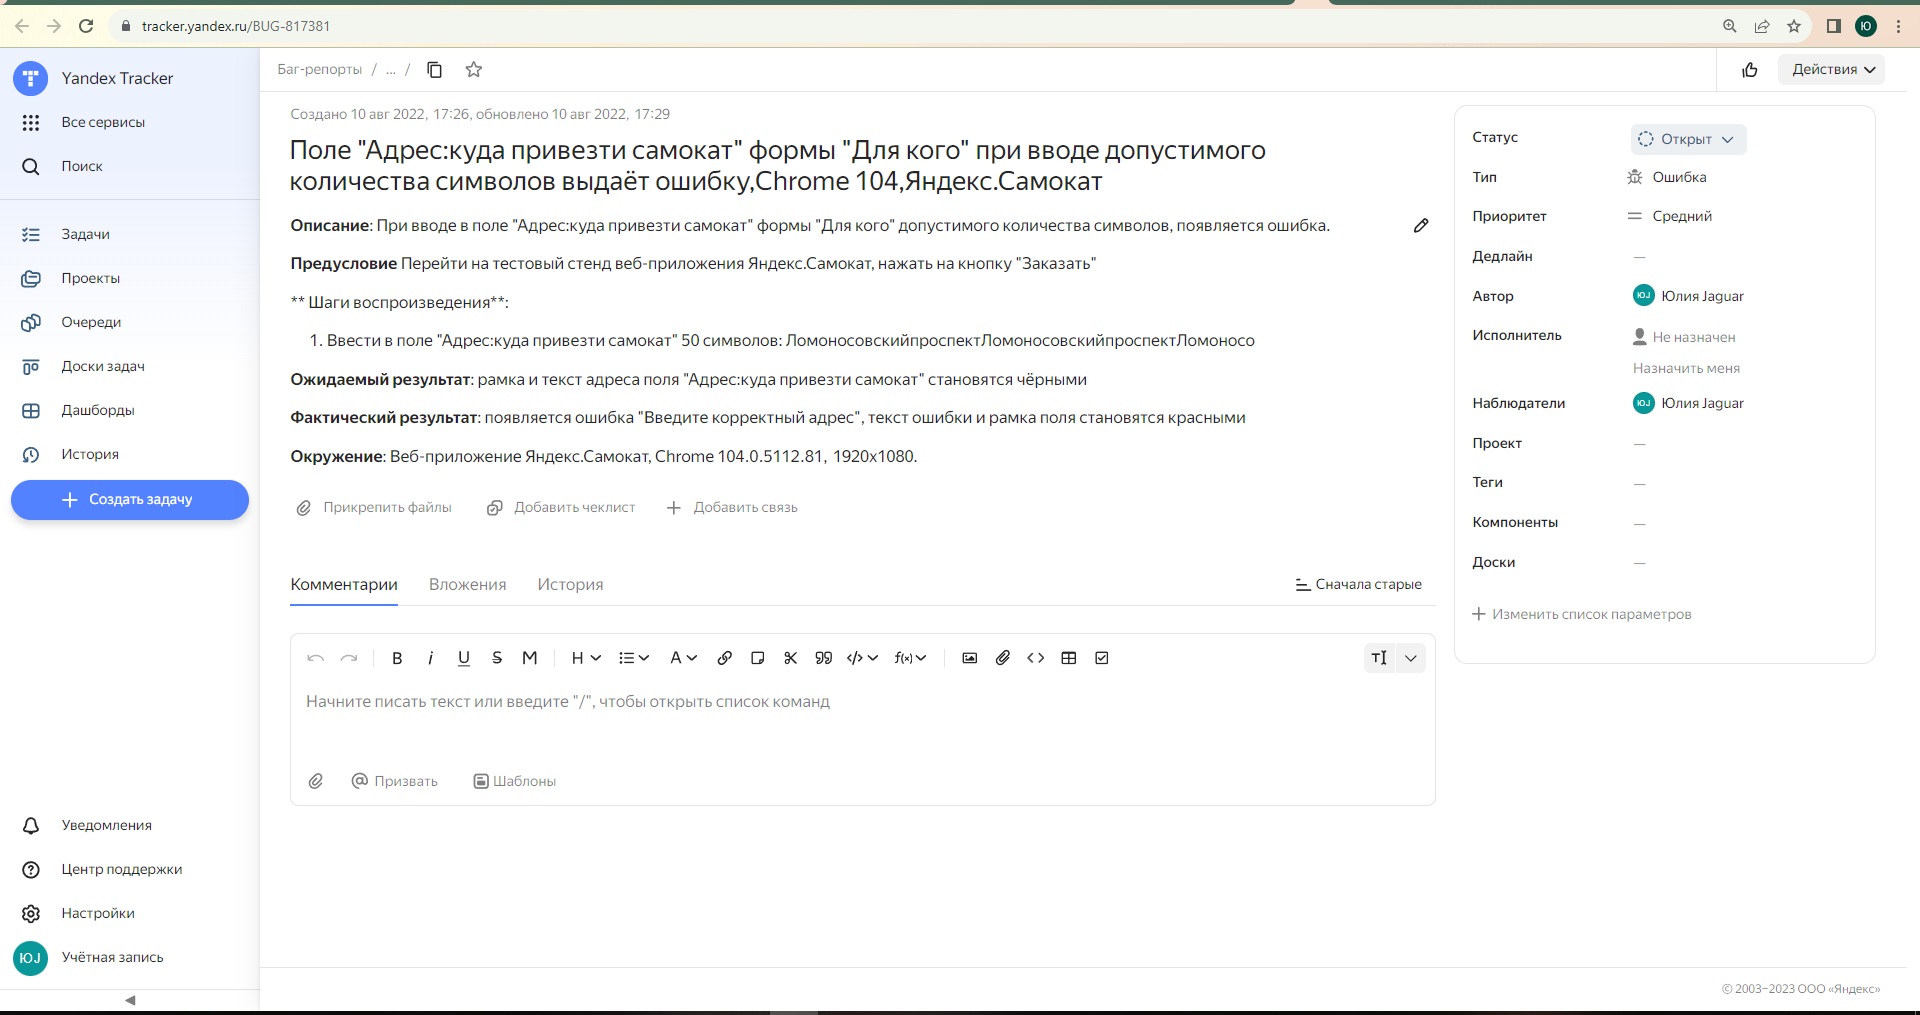 tracker.yandex.ru/BUG-817381
Ю
Yandex Tracker
Все сервисы
Поиск
Задачи
Проекты
Очереди
Доски задач
Дашборды
История
Создать задачу
Уведомления
Центр поддержки
Настройки
ЮJ Учётная запись
Баг-репорты / ... /
Действия
Создано 10 авг 2022, 17:26, обновлено 10 авг 2022, 17:29
Поле "Адрес:куда привезти самокат" формы "Для кого" при вводе допустимого
количества символов выдаёт ошибку,Chrome 104,Яндекс.Самокат
Описание: При вводе в поле "Адрес:куда привезти самокат" формы "Для кого" допустимого количества символов, появляется ошибка.
Предусловие Перейти на тестовый стенд веб-приложения Яндекс.Самокат, нажать на кнопку "Заказать"
** Шаги воспроизведения**:
1. Ввести в поле "Адрес:куда привезти самокат" 50 символов: ЛомоносовскийпроспектЛомоносовскийпроспектЛомоносо
Ожидаемый результат: рамка и текст адреса поля "Адрес:куда привезти самокат" становятся чёрными
Фактический результат: появляется ошибка "Введите корректный адрес", текст ошибки и рамка поля становятся красными
Окружение: Веб-приложение Яндекс.Самокат, Chrome 104.0.5112.81, 1920x1080.
Прикрепить файлы Добавить чеклист Добавить связь
Комментарии Вложения История Сначала старые
B i U S M H A f(x) TI
Начните писать текст или введите "/", чтобы открыть список команд
Призвать Шаблоны
Статус Открыт
Тип Ошибка
Приоритет Средний
Дедлайн —
Автор ЮJ Юлия Jaguar
Исполнитель Не назначен
Назначить меня
Наблюдатели ЮJ Юлия Jaguar
Проект —
Теги —
Компоненты —
Доски —
Изменить список параметров
© 2003–2023 ООО «Яндекс»